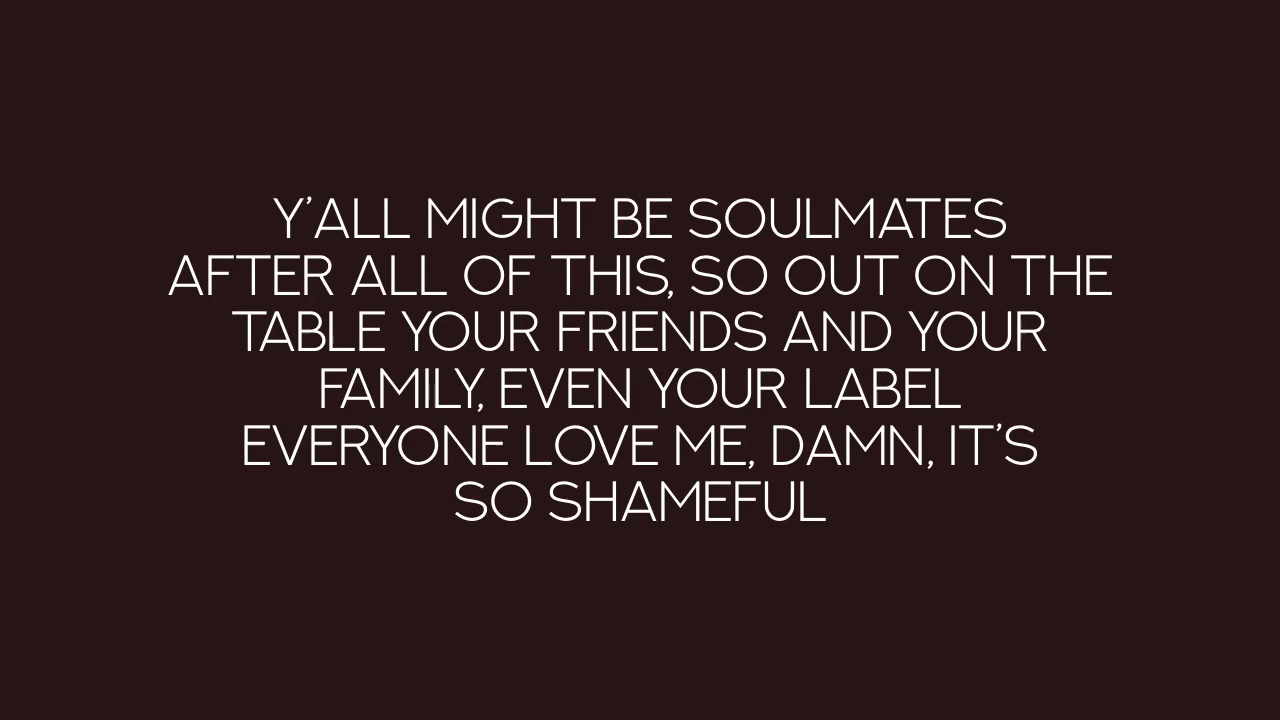 Y’ALL MIGHT BE SOULMATES
AFTER ALL OF THIS, SO OUT ON THE
TABLE YOUR FRIENDS AND YOUR
FAMILY, EVEN YOUR LABEL
EVERYONE LOVE ME, DAMN, IT’S
SO SHAMEFUL